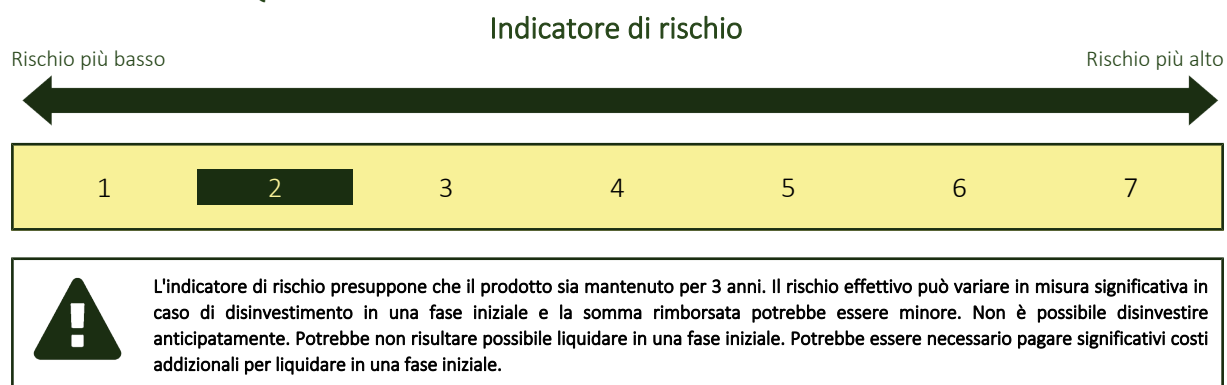 Indicatore di rischio
Rischio più basso
Rischio più alto
1 2 3 4 5 6 7
L'indicatore di rischio presuppone che il prodotto sia mantenuto per 3 anni. Il rischio effettivo può variare in misura significativa in
caso di disinvestimento in una fase iniziale e la somma rimborsata potrebbe essere minore. Non è possibile disinvestire
anticipatamente. Potrebbe non risultare possibile liquidare in una fase iniziale. Potrebbe essere necessario pagare significativi costi
addizionali per liquidare in una fase iniziale.